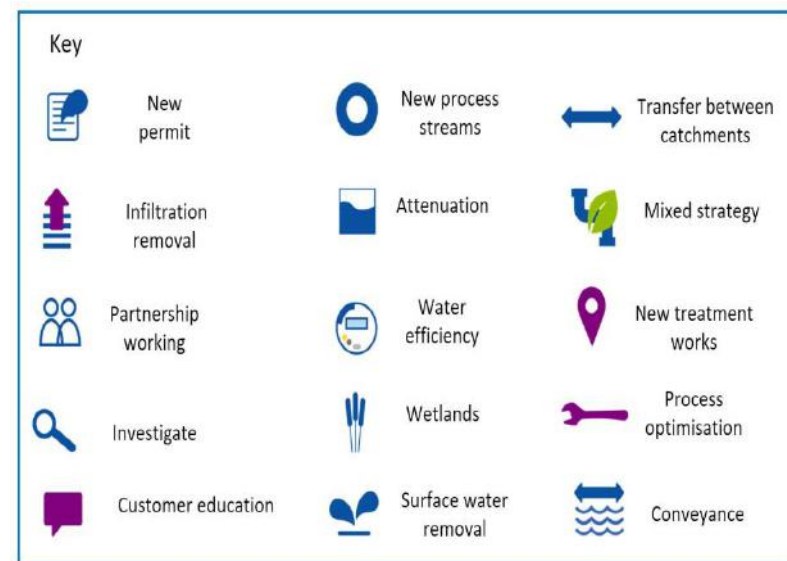 Key
New
permit
New process
streams
Transfer between
catchments
Infiltration
removal
Attenuation
Mixed strategy
Partnership
working
Water
efficiency
New treatment
works
Investigate
Wetlands
Process
optimisation
Customer education
Surface water
removal
Conveyance